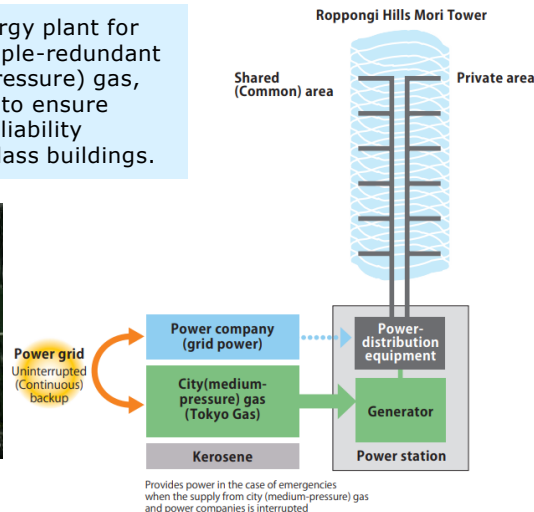 ergy plant for
ple-redundant
ressure) gas,
to ensure
liability
lass buildings.
Roppongi Hills Mori Tower
Shared
(Common) area
Private area
Power grid
Uninterrupted
(Continuous)
backup
Power company
(grid power)
City(medium-
pressure) gas
(Tokyo Gas)
Kerosene
Power-
distribution
equipment
Generator
Power station
Provides power in the case of emergencies
when the supply from city (medium-pressure) gas
and power companies is interrupted